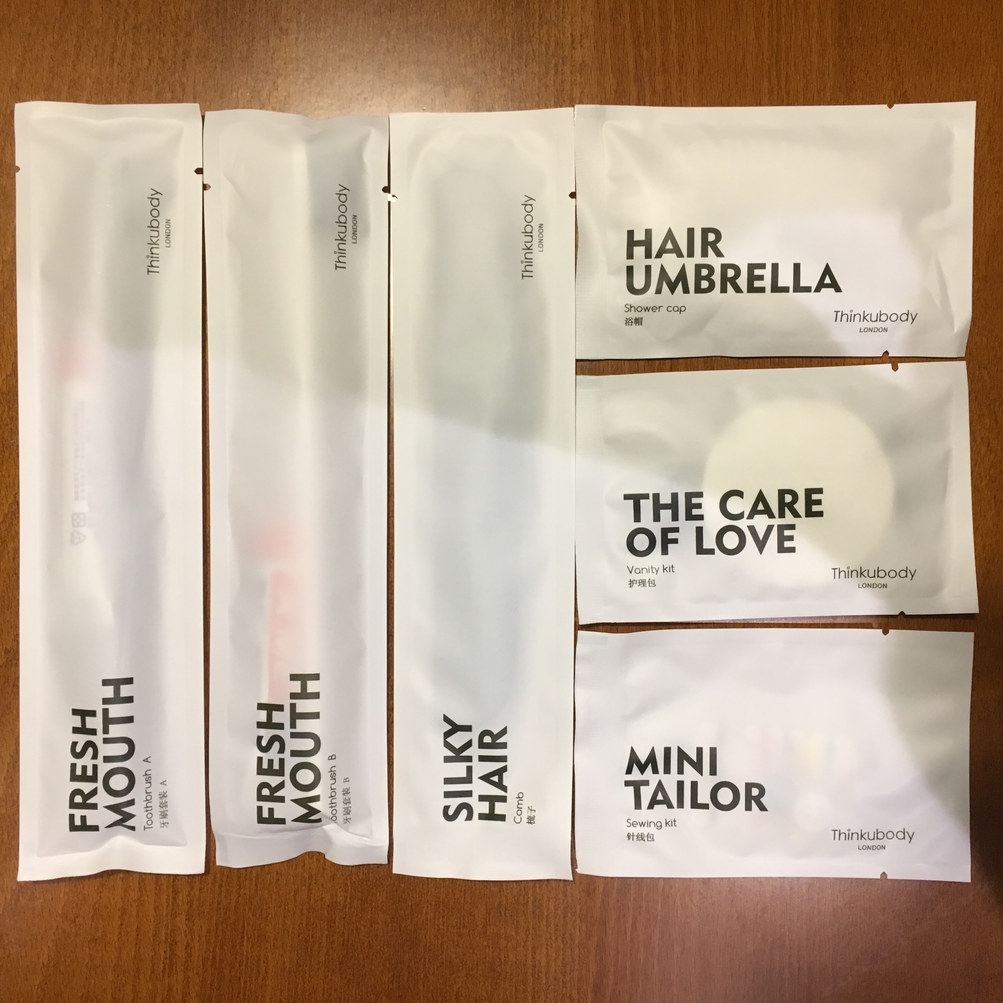 FRESH
MOUTH
Toothbrush A
牙刷套装 A
Thinkubody
LONDON
FRESH
MOUTH
Toothbrush B
牙刷套装 B
Thinkubody
LONDON
SILKY
HAIR
Comb
梳子
Thinkubody
LONDON
HAIR
UMBRELLA
Shower cap
浴帽
Thinkubody
LONDON
THE CARE
OF LOVE
Vanity kit
护理包
Thinkubody
LONDON
MINI
TAILOR
Sewing kit
针线包
Thinkubody
LONDON